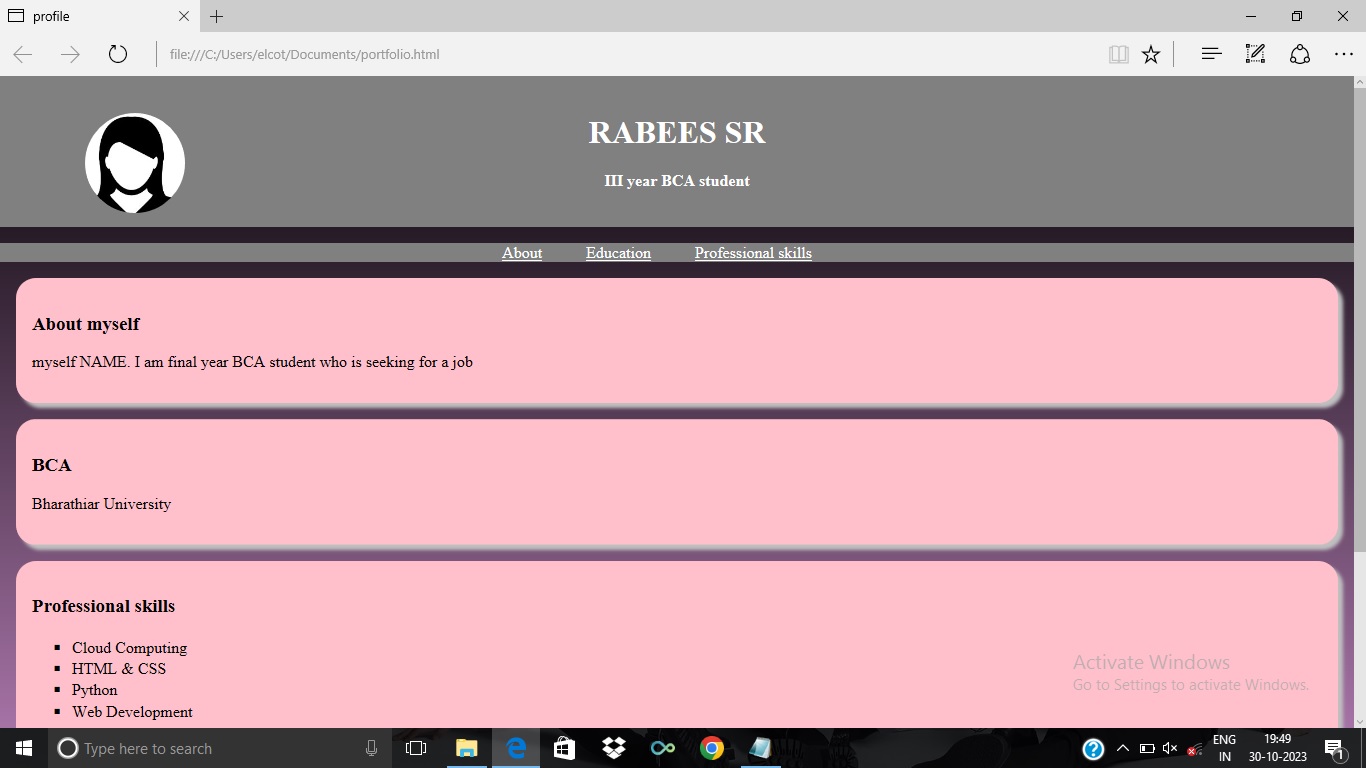 profile
file:///C:/Users/elcot/Documents/portfolio.html
RABEES SR
III year BCA student
About Education Professional skills
About myself
myself NAME. I am final year BCA student who is seeking for a job
BCA
Bharathiar University
Professional skills
Cloud Computing
HTML & CSS
Python
Web Development
Activate Windows
Go to Settings to activate Windows.
Type here to search
ENG
IN
19:49
30-10-2023
1